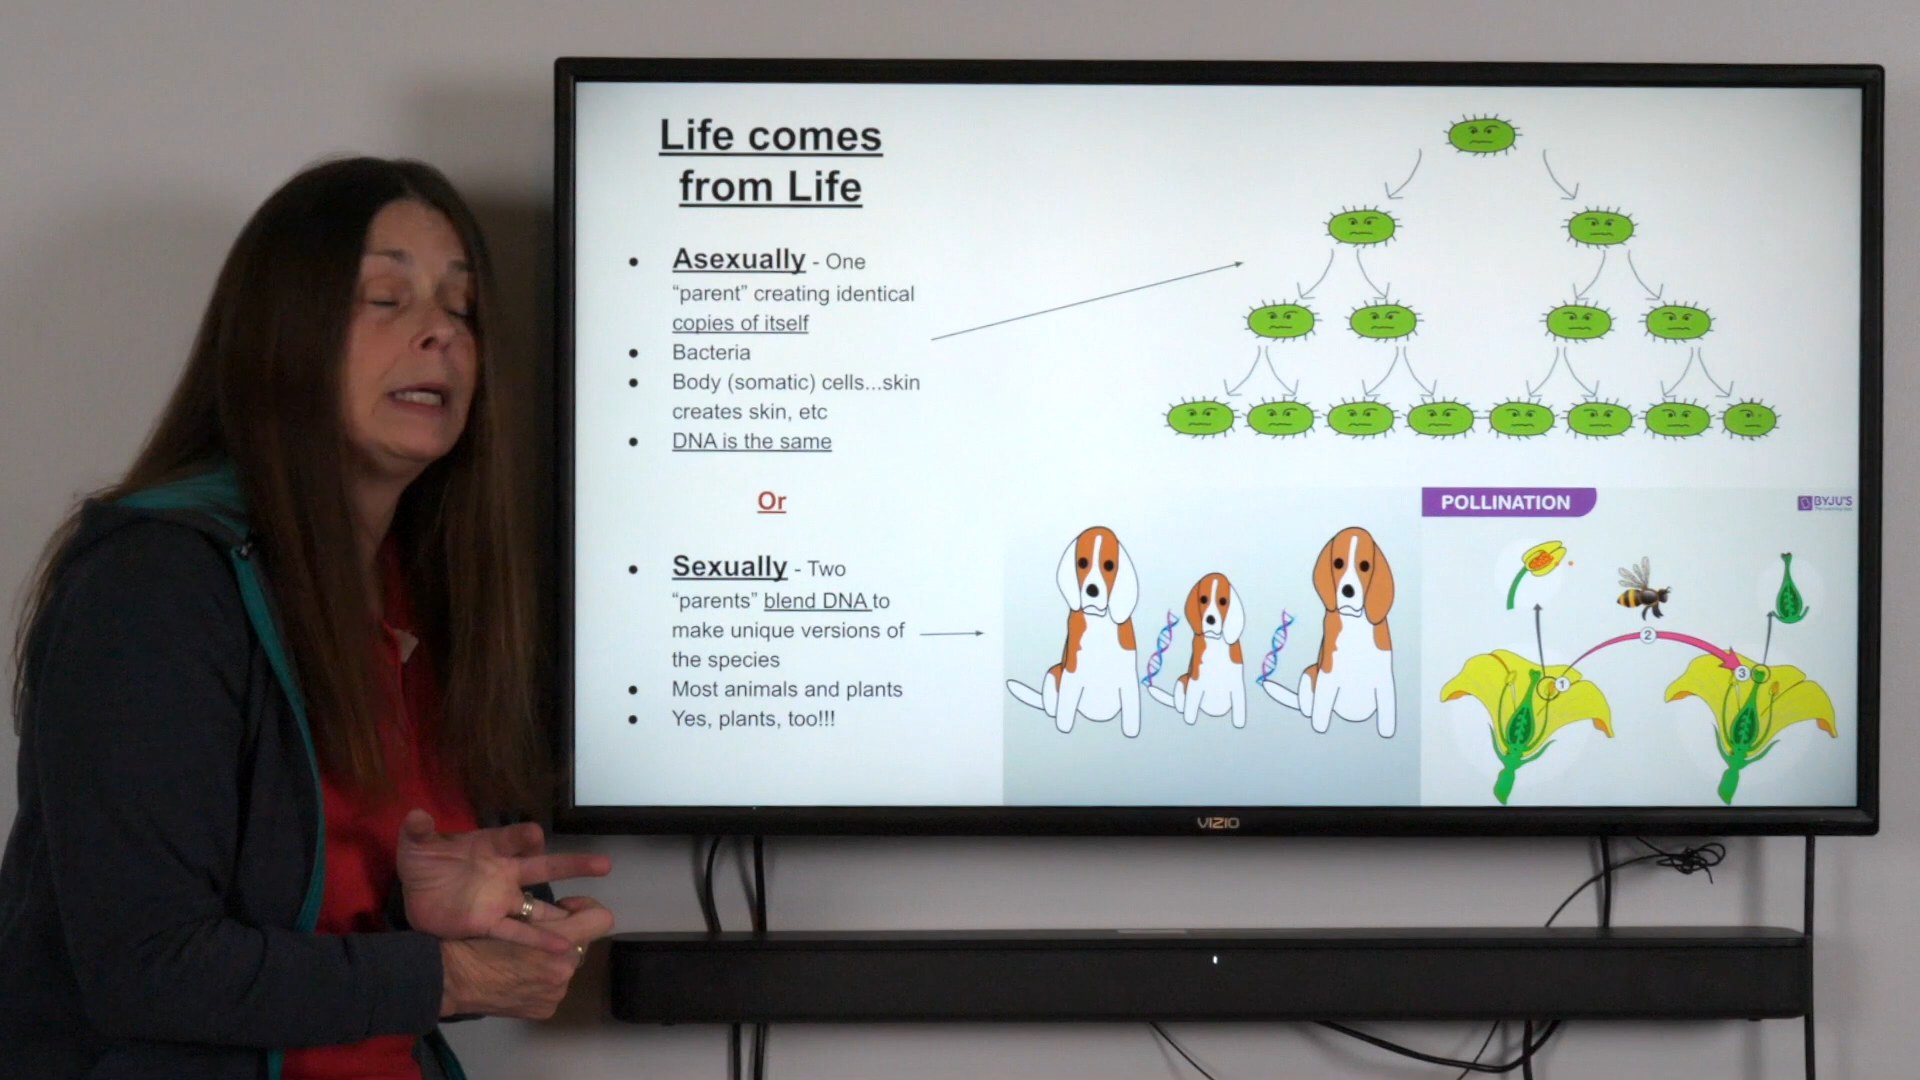 Life comes
from Life
• Asexually - One
“parent” creating identical
copies of itself
• Bacteria
• Body (somatic) cells...skin
creates skin, etc
• DNA is the same
Or
• Sexually - Two
“parents” blend DNA to
make unique versions of
the species
• Most animals and plants
• Yes, plants, too!!!
POLLINATION
BYJU'S
1
2
3
VIZIO